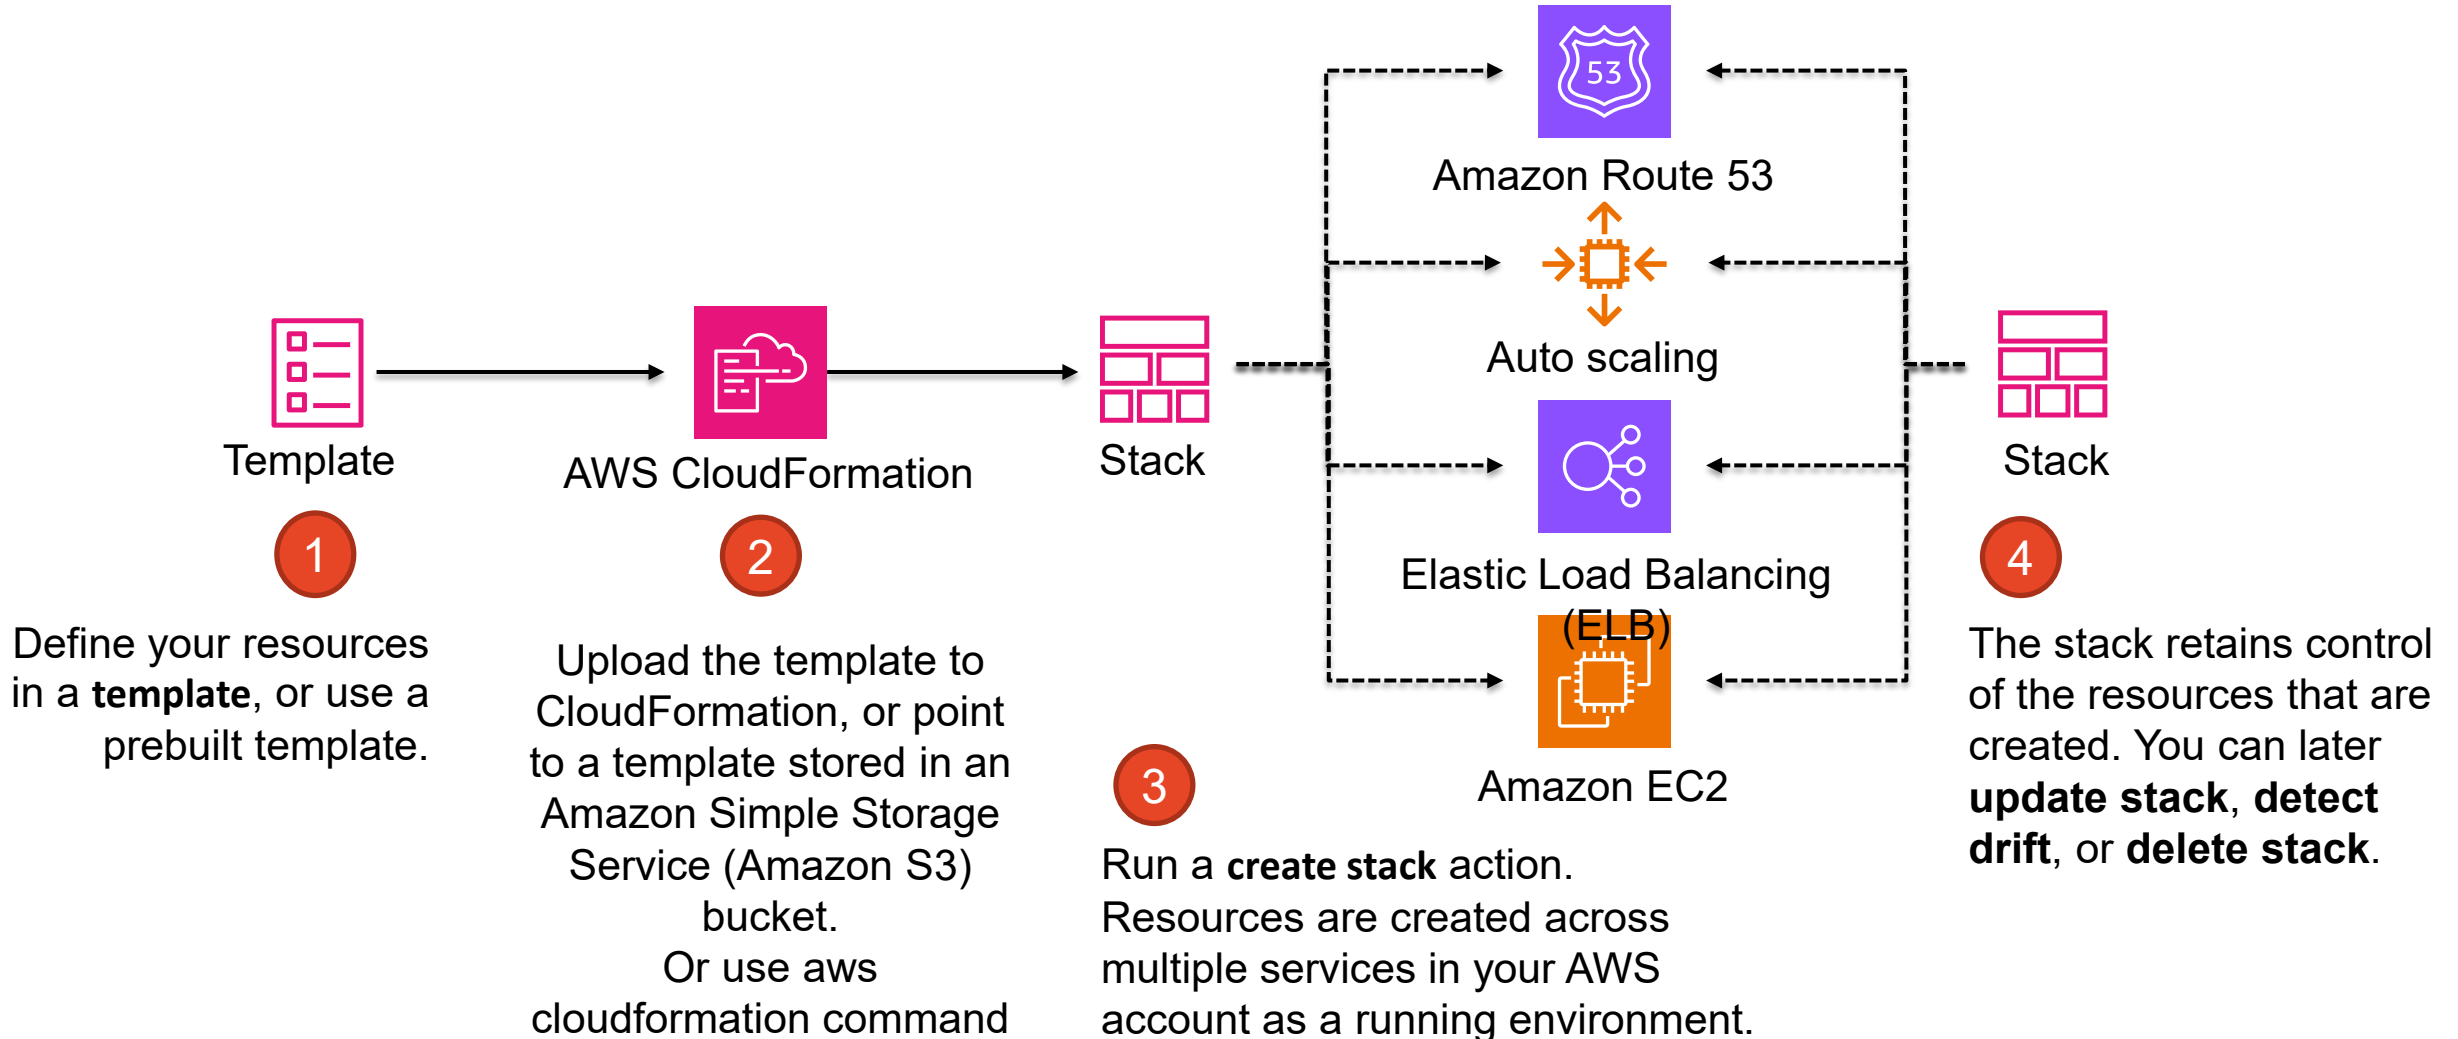 53
Amazon Route 53
Auto scaling
Template
AWS CloudFormation
Stack
Elastic Load Balancing
(ELB)
Amazon EC2
Stack
1
Define your resources
in a template, or use a
prebuilt template.
2
Upload the template to
CloudFormation, or point
to a template stored in an
Amazon Simple Storage
Service (Amazon S3)
bucket.
Or use aws
cloudformation command
3
Run a create stack action.
Resources are created across
multiple services in your AWS
account as a running environment.
4
The stack retains control
of the resources that are
created. You can later
update stack, detect
drift, or delete stack.